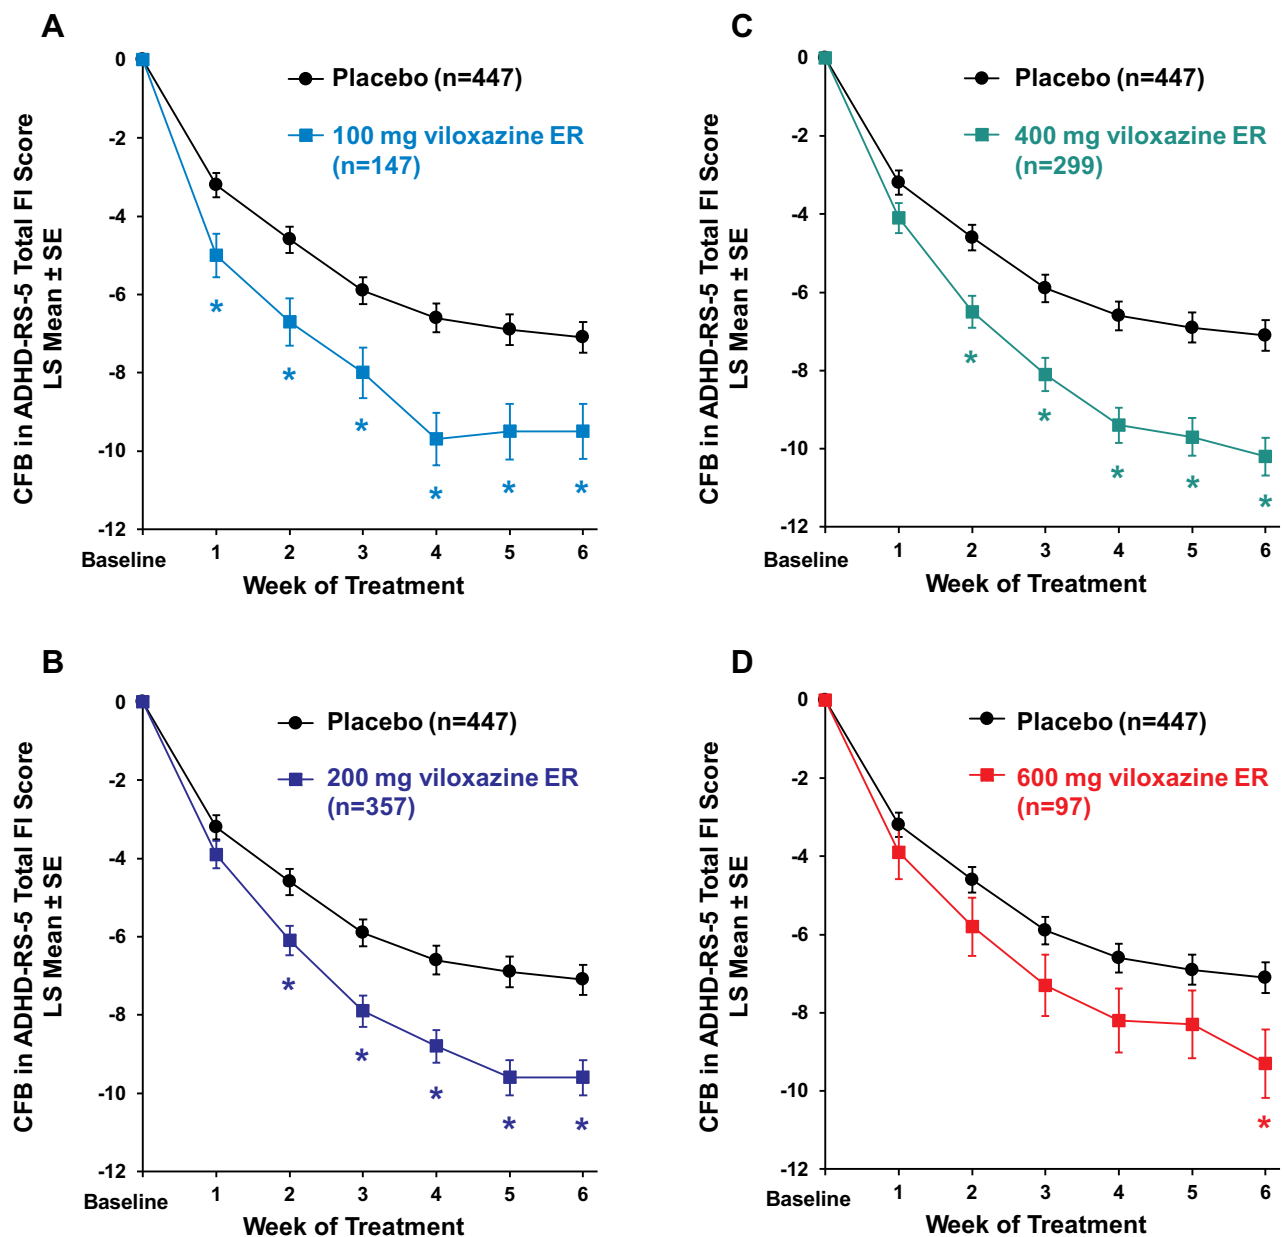 A
CFB in ADHD-RS-5 Total FI Score
LS Mean ± SE
0
-2
-4
-6
-8
-10
-12
Placebo (n=447)
100 mg viloxazine ER
(n=147)
*
*
*
*
*
*
Baseline
1
2
3
4
5
6
Week of Treatment
C
CFB in ADHD-RS-5 Total FI Score
LS Mean ± SE
0
-2
-4
-6
-8
-10
-12
Placebo (n=447)
400 mg viloxazine ER
(n=299)
*
*
*
*
*
Baseline
1
2
3
4
5
6
Week of Treatment
B
CFB in ADHD-RS-5 Total FI Score
LS Mean ± SE
0
-2
-4
-6
-8
-10
-12
Placebo (n=447)
200 mg viloxazine ER
(n=357)
*
*
*
*
*
Baseline
1
2
3
4
5
6
Week of Treatment
D
CFB in ADHD-RS-5 Total FI Score
LS Mean ± SE
0
-2
-4
-6
-8
-10
-12
Placebo (n=447)
600 mg viloxazine ER
(n=97)
*
Baseline
1
2
3
4
5
6
Week of Treatment